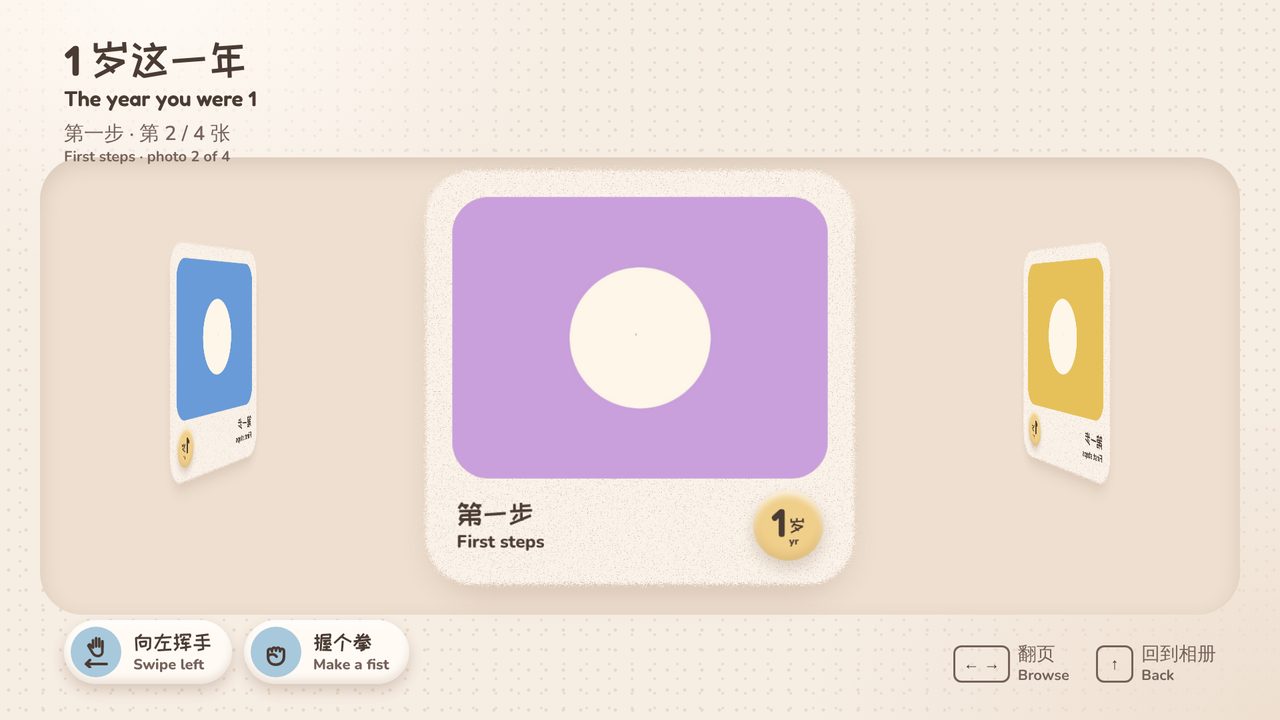 1 岁这一年
The year you were 1
第一步 · 第 2 / 4 张
First steps · photo 2 of 4
第一步
First steps
1 岁
yr
向左挥手
Swipe left
握个拳
Make a fist
← →
翻页
Browse
↑
回到相册
Back